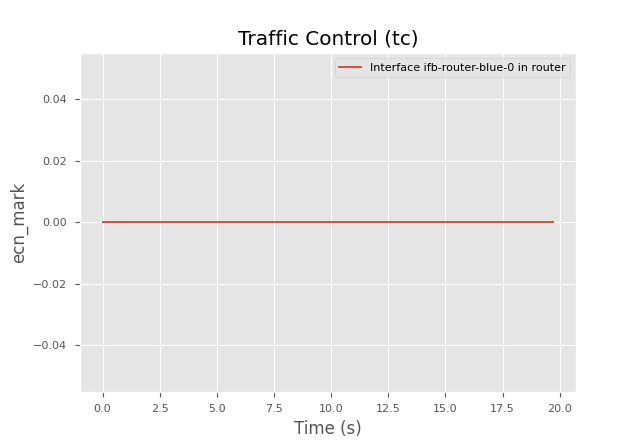 Traffic Control (tc)
Interface ifb-router-blue-0 in router
ecn_mark
0.04
0.02
0.00
−0.02
−0.04
0.0 2.5 5.0 7.5 10.0 12.5 15.0 17.5 20.0
Time (s)